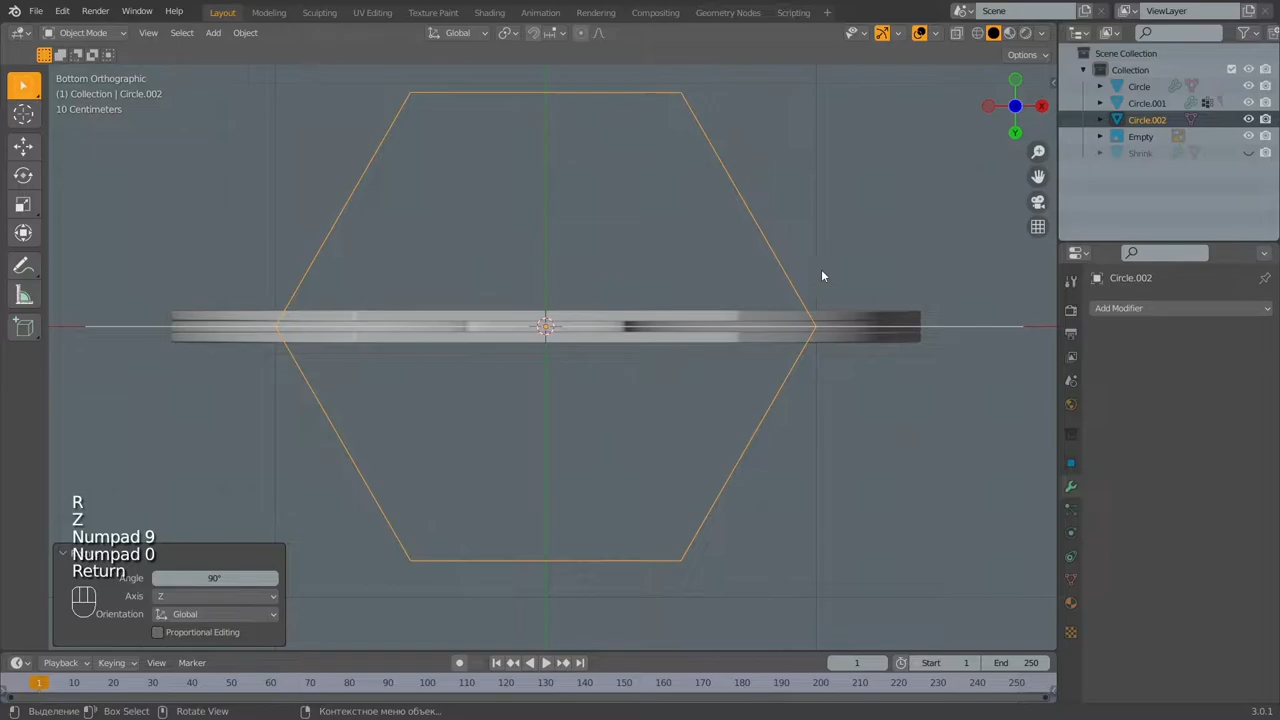 File Edit Render Window Help Layout Modeling Sculpting UV Editing Texture Paint Shading Animation Rendering Compositing Geometry Nodes Scripting + Scene ViewLayer
Object Mode View Select Add Object Global
Options
Bottom Orthographic
(1) Collection | Circle.002
10 Centimeters
X
Y
Scene Collection
Collection
Circle
Circle.001
Circle.002
Empty
Shrink
Circle.002
Add Modifier
R
Z
Numpad 9
Numpad 0
Return
Angle 90°
Axis Z
Orientation Global
Proportional Editing
Playback Keying View Marker 1 Start 1 End 250
1 10 20 30 40 50 60 70 80 90 100 110 120 130 140 150 160 170 180 190 200 210 220 230 240 250
Выделение Box Select Rotate View Контекстное меню объек... 3.0.1